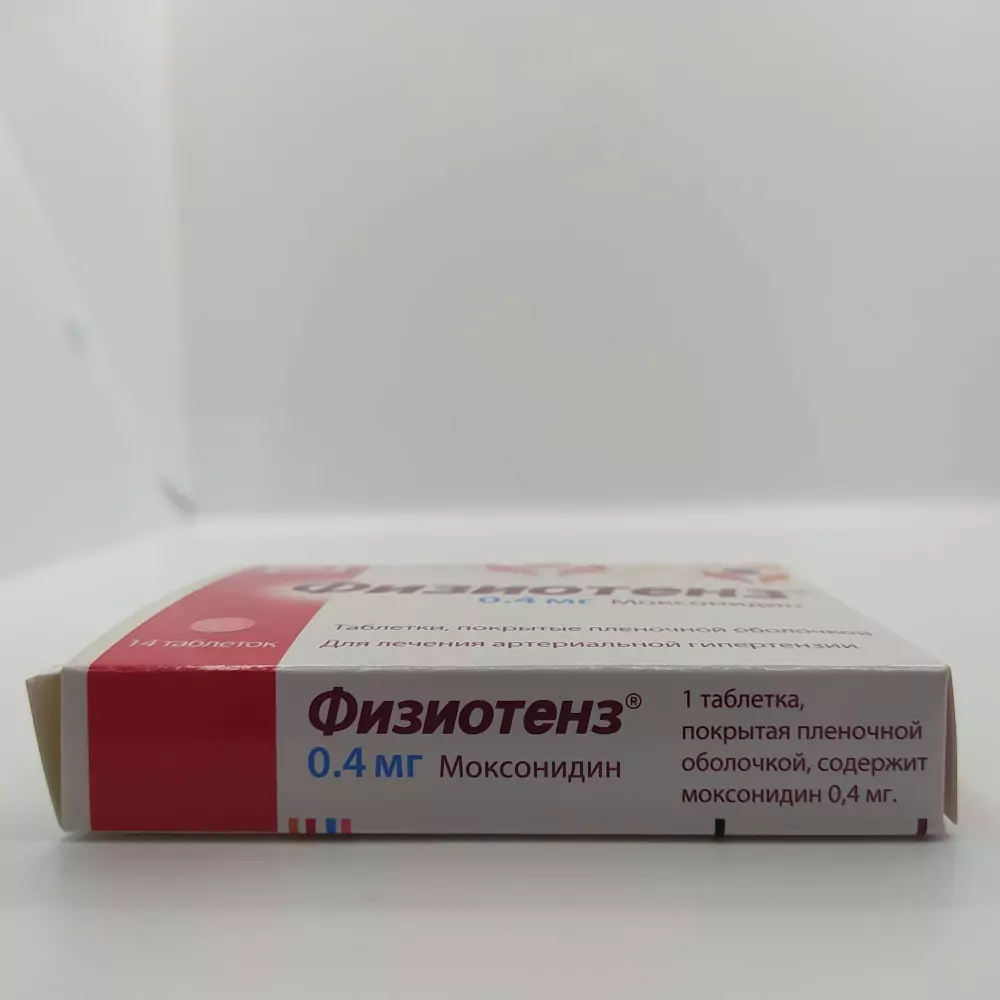 Физиотенз®
0.4 мг Моксонидин
Таблетки, покрытые пленочной оболочкой
Для лечения артериальной гипертензии
14 таблеток
Физиотенз®
0.4 мг Моксонидин
1 таблетка,
покрытая пленочной
оболочкой, содержит
моксонидин 0,4 мг.